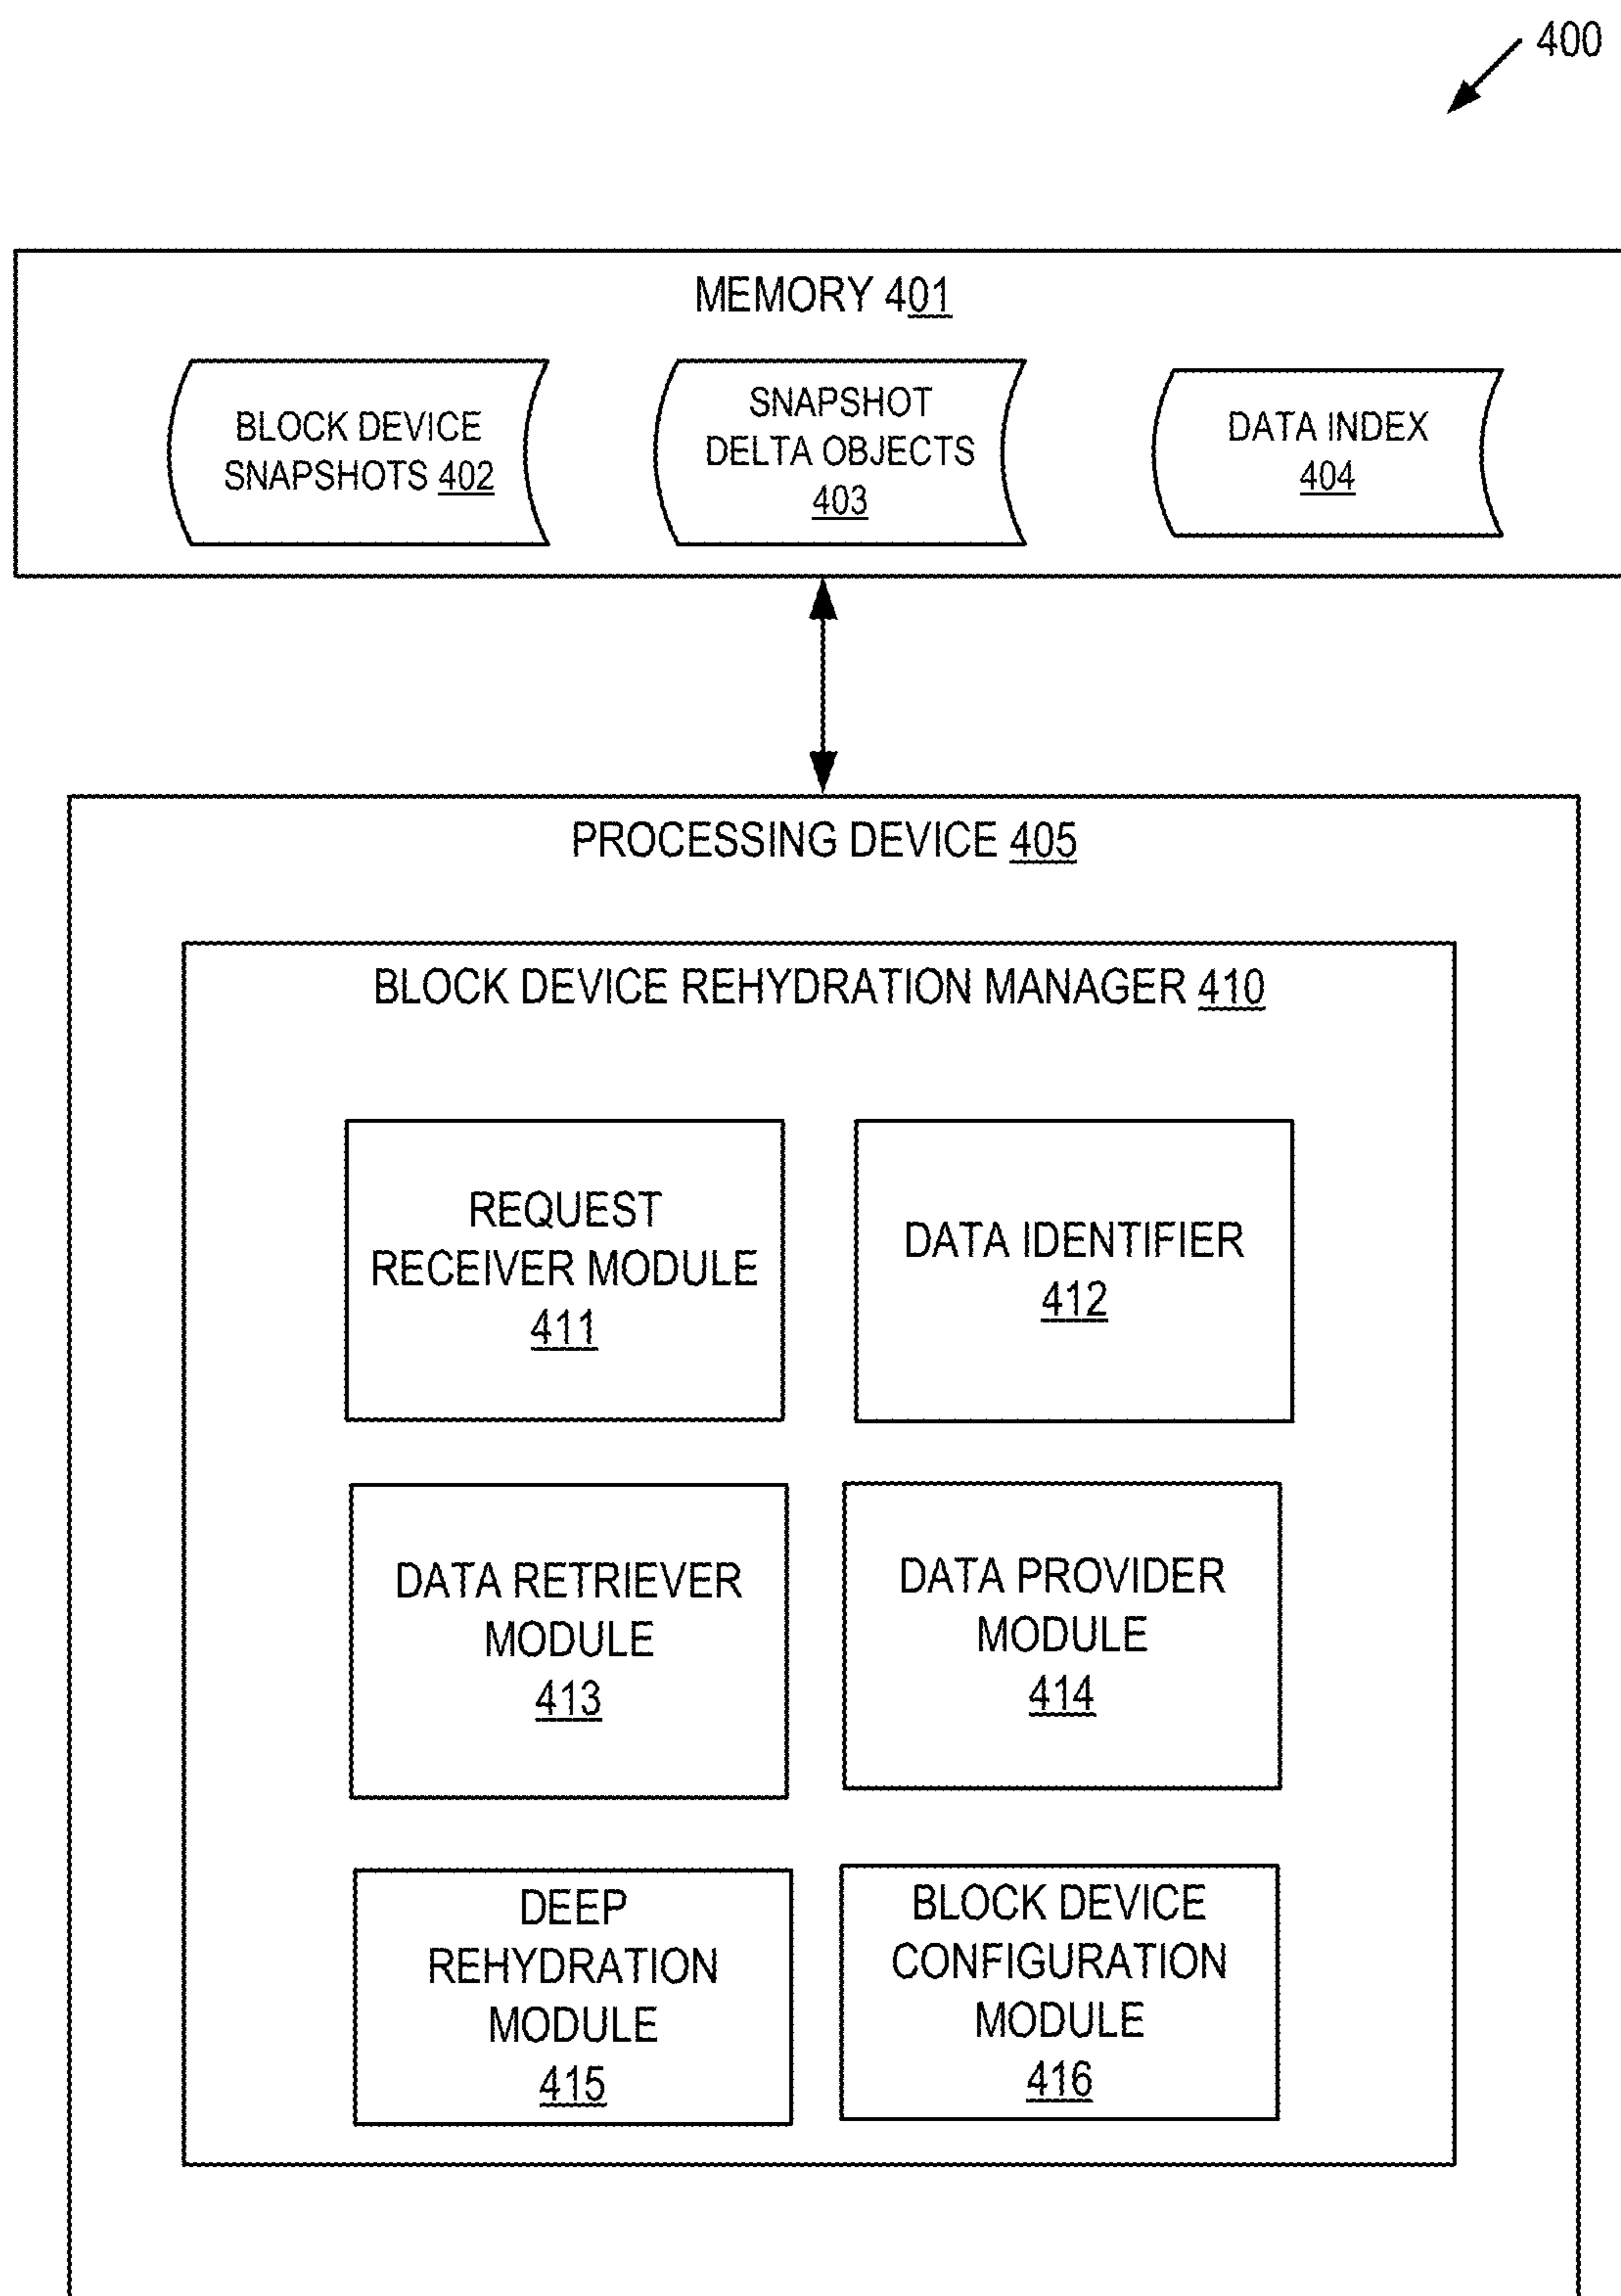 400
MEMORY 401
BLOCK DEVICE
SNAPSHOTS 402
SNAPSHOT
DELTA OBJECTS
403
DATA INDEX
404
PROCESSING DEVICE 405
BLOCK DEVICE REHYDRATION MANAGER 410
REQUEST
RECEIVER MODULE
411
DATA IDENTIFIER
412
DATA RETRIEVER
MODULE
413
DATA PROVIDER
MODULE
414
DEEP
REHYDRATION
MODULE
415
BLOCK DEVICE
CONFIGURATION
MODULE
416